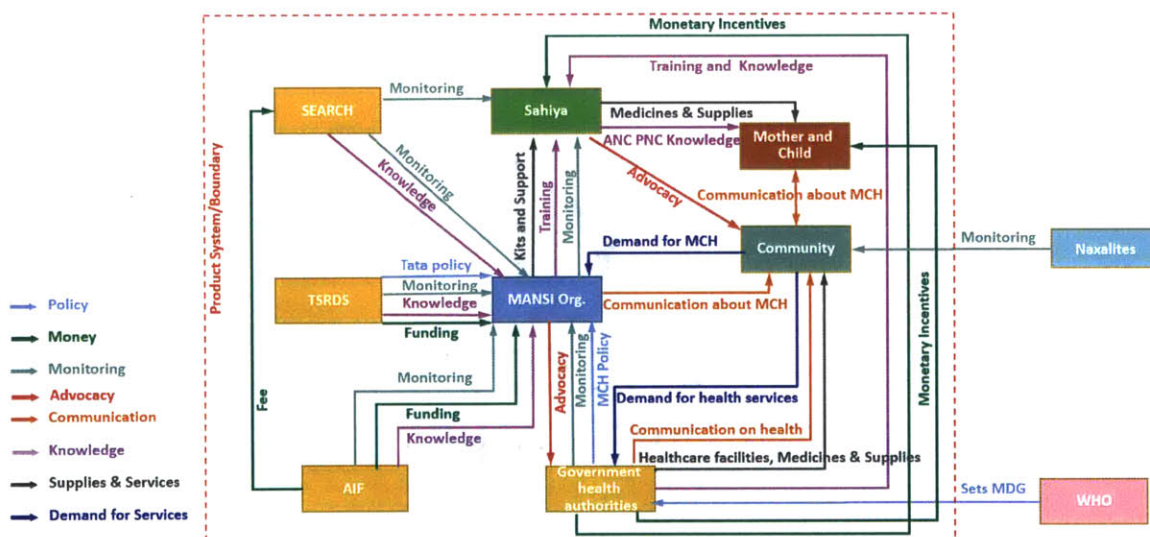 Monetary Incentives
Training and Knowledge
SEARCH
Monitoring
Sahiya
Medicines & Supplies
ANC PNC Knowledge
Mother and
Child
Monitoring
Knowledge
Kits and Support
Training
Monitoring
Advocacy
Communication about MCH
Product System/Boundary
Demand for MCH
Community
Monitoring
Naxalites
Tata policy
TSRDS
Monitoring
Knowledge
Funding
MANSI Org.
Communication about MCH
Policy
Money
Monitoring
Advocacy
Communication
Knowledge
Supplies & Services
Demand for Services
Fee
Monitoring
Funding
Knowledge
Advocacy
Monitoring
MCH Policy
Demand for health services
Communication on health
Healthcare facilities, Medicines & Supplies
Monetary Incentives
AIF
Government
health
authorities
Sets MDG
WHO